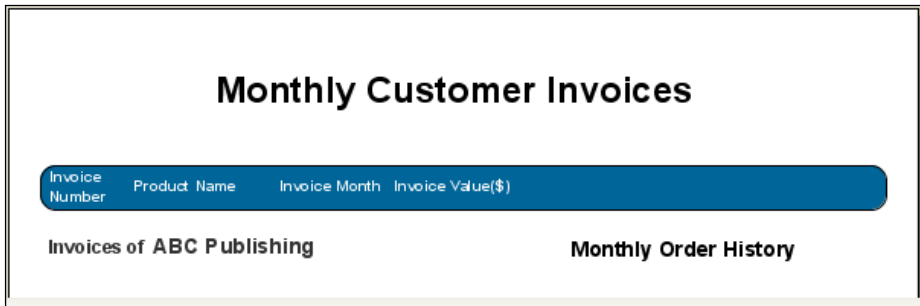 Monthly Customer Invoices
Invoice Number
Product Name
Invoice Month
Invoice Value($)
Invoices of ABC Publishing
Monthly Order History